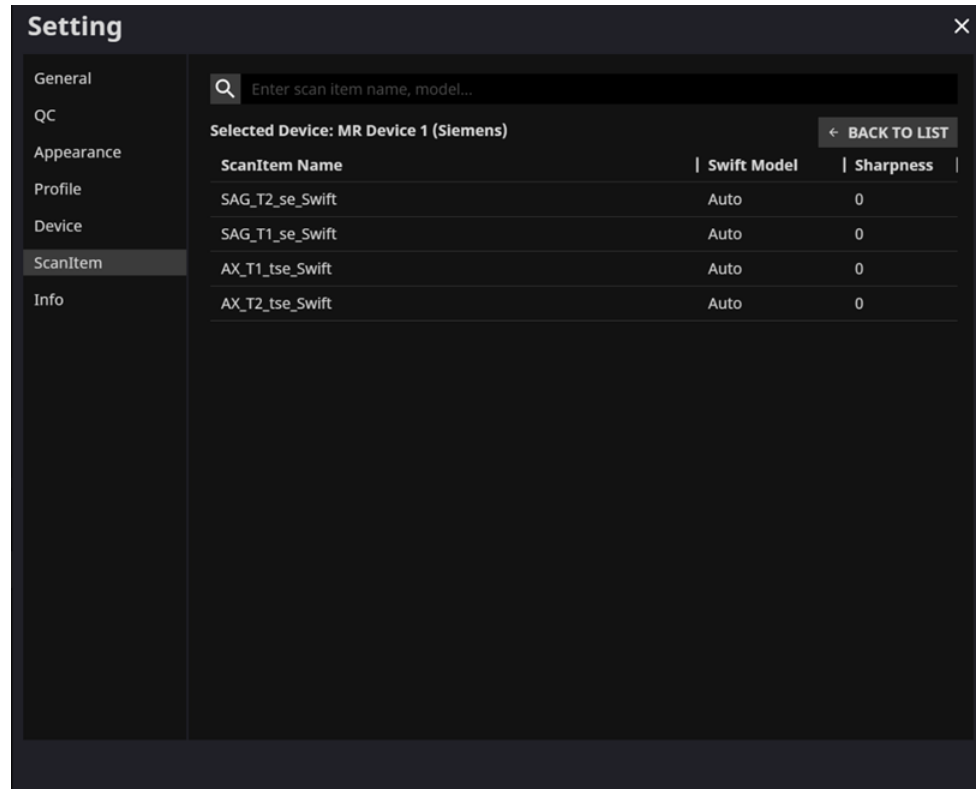 Setting
General
QC
Appearance
Profile
Device
ScanItem
Info
Enter scan item name, model...
Selected Device: MR Device 1 (Siemens)
← BACK TO LIST
ScanItem Name | Swift Model | Sharpness |
SAG_T2_se_Swift Auto 0
SAG_T1_se_Swift Auto 0
AX_T1_tse_Swift Auto 0
AX_T2_tse_Swift Auto 0